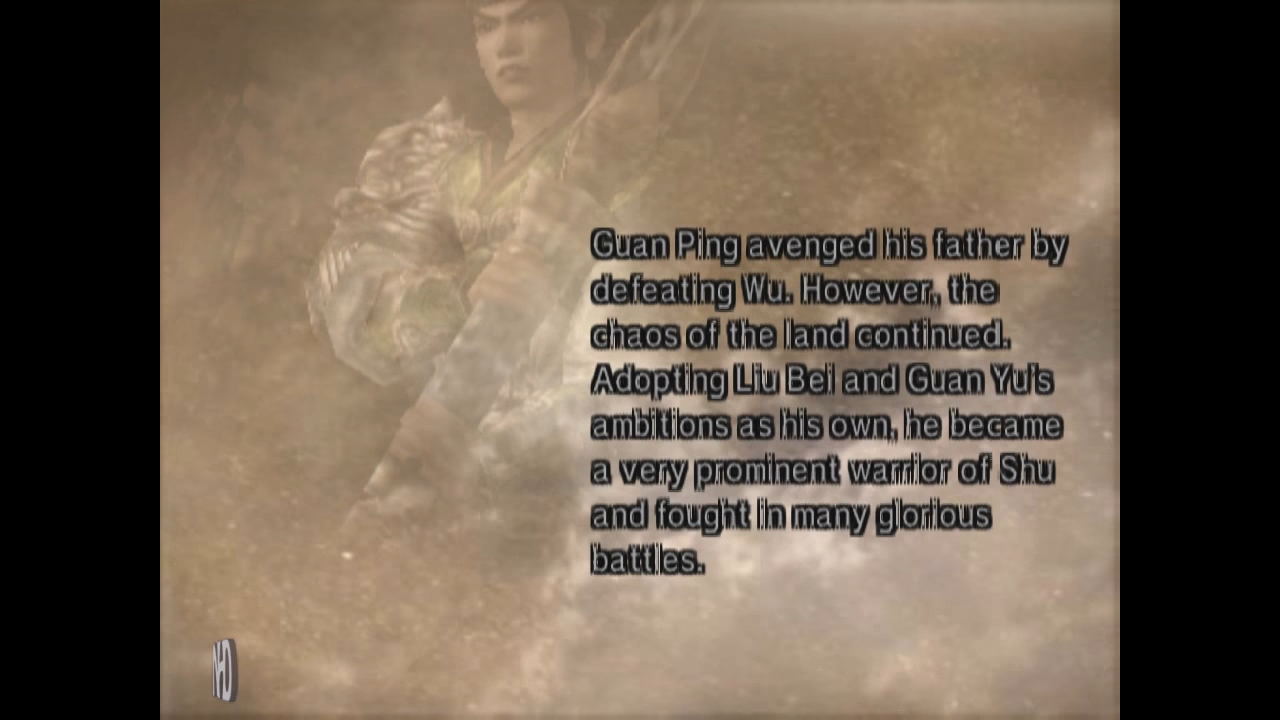 Guan Ping avenged his father by
defeating Wu. However, the
chaos of the land continued.
Adopting Liu Bei and Guan Yu's
ambitions as his own, he became
a very prominent warrior of Shu
and fought in many glorious
battles.